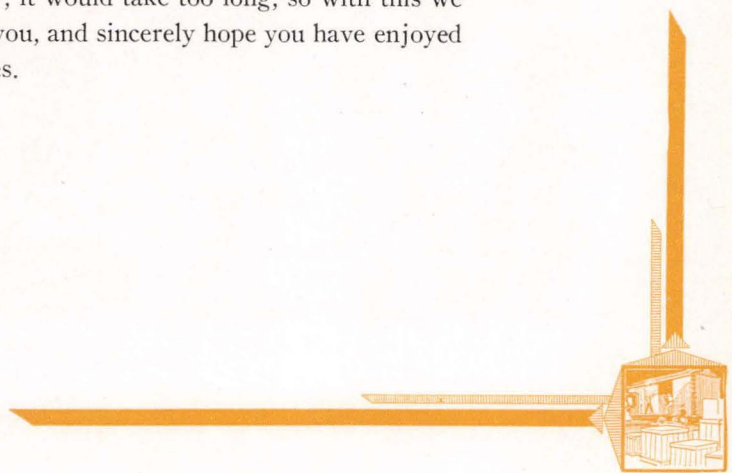 it would take too long, so with this we
you, and sincerely hope you have enjoyed